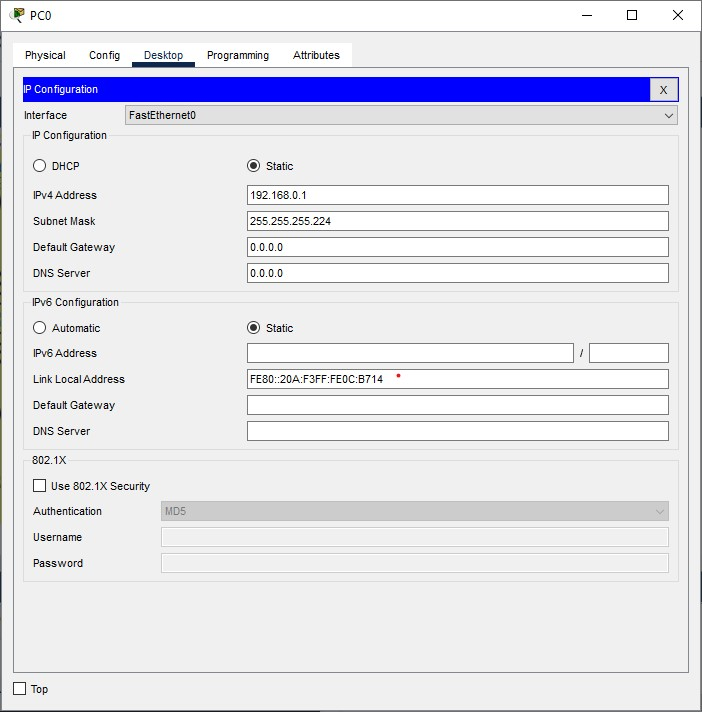 PC0
Physical Config Desktop Programming Attributes
IP Configuration
X
Interface FastEthernet0
IP Configuration
DHCP Static
IPv4 Address 192.168.0.1
Subnet Mask 255.255.255.224
Default Gateway 0.0.0.0
DNS Server 0.0.0.0
IPv6 Configuration
Automatic Static
IPv6 Address /
Link Local Address FE80::20A:F3FF:FE0C:B714
Default Gateway
DNS Server
802.1X
Use 802.1X Security
Authentication MD5
Username
Password
Top